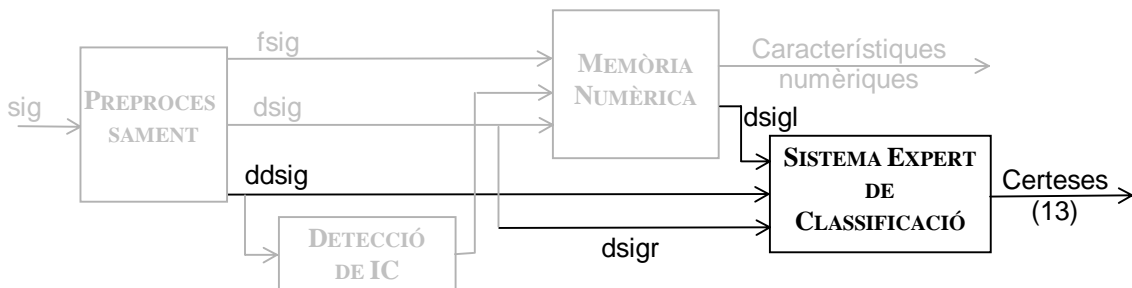 sig
PREPROCES
SAMENT
fsig
dsig
ddsig
DETECCIÓ
DE IC
MEMÒRIA
NUMÈRICA
Característiques
numèriques
dsigl
dsigr
SISTEMA EXPERT
DE
CLASSIFICACIÓ
Certeses
(13)